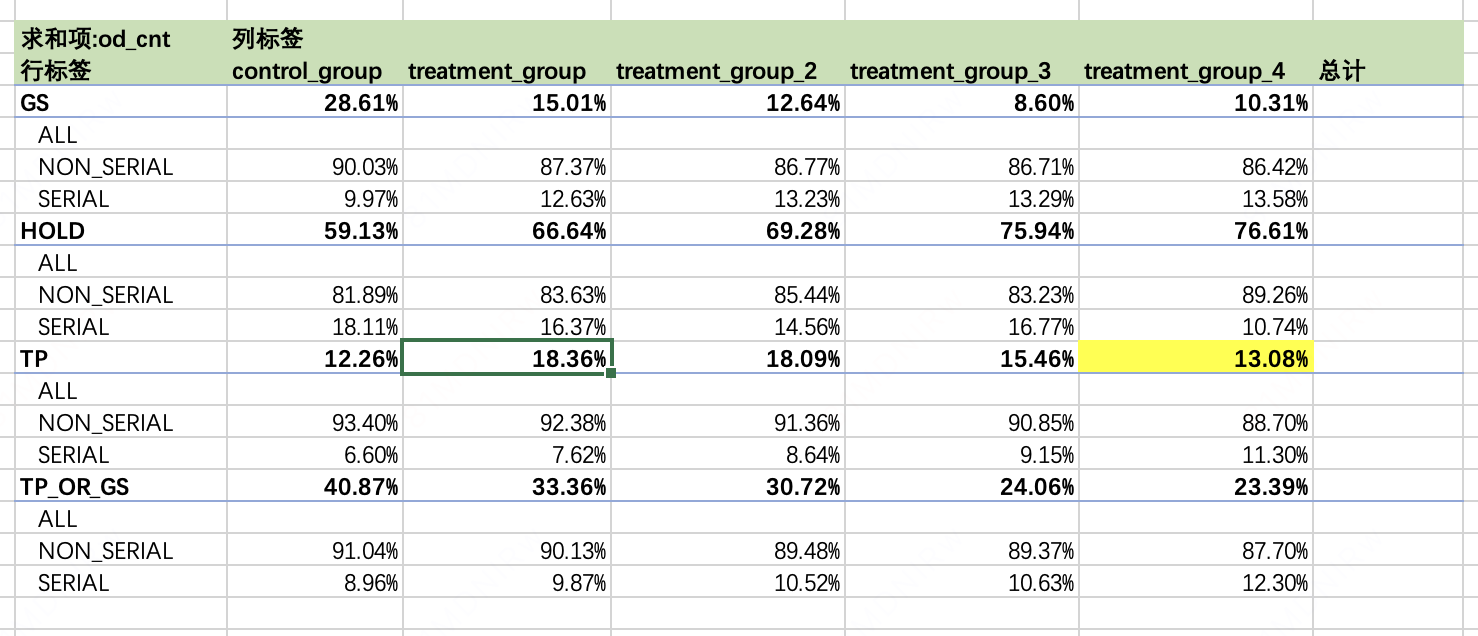 求和项:od_cnt 列标签
行标签 control_group treatment_group treatment_group_2 treatment_group_3 treatment_group_4 总计
GS 28.61% 15.01% 12.64% 8.60% 10.31%
ALL
NON_SERIAL 90.03% 87.37% 86.77% 86.71% 86.42%
SERIAL 9.97% 12.63% 13.23% 13.29% 13.58%
HOLD 59.13% 66.64% 69.28% 75.94% 76.61%
ALL
NON_SERIAL 81.89% 83.63% 85.44% 83.23% 89.26%
SERIAL 18.11% 16.37% 14.56% 16.77% 10.74%
TP 12.26% 18.36% 18.09% 15.46% 13.08%
ALL
NON_SERIAL 93.40% 92.38% 91.36% 90.85% 88.70%
SERIAL 6.60% 7.62% 8.64% 9.15% 11.30%
TP_OR_GS 40.87% 33.36% 30.72% 24.06% 23.39%
ALL
NON_SERIAL 91.04% 90.13% 89.48% 89.37% 87.70%
SERIAL 8.96% 9.87% 10.52% 10.63% 12.30%